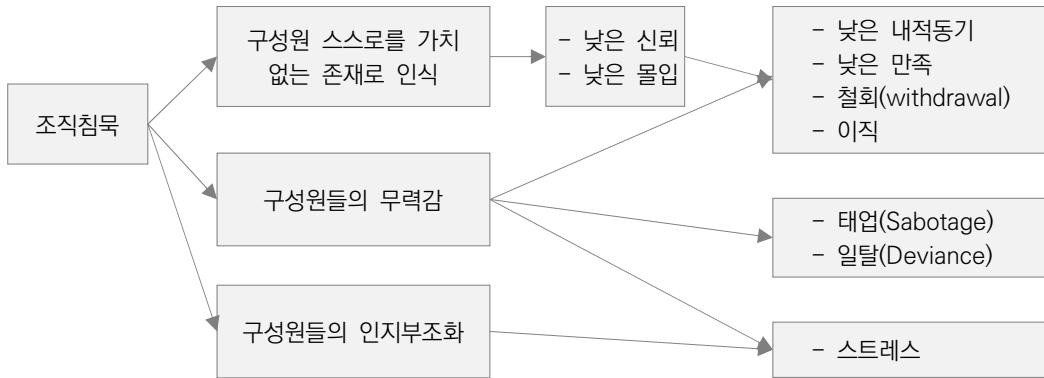 조직침묵
구성원 스스로를 가치
없는 존재로 인식
- 낮은 신뢰
- 낮은 몰입
- 낮은 내적동기
- 낮은 만족
- 철회(withdrawal)
- 이직
구성원들의 무력감
- 태업(Sabotage)
- 일탈(Deviance)
구성원들의 인지부조화
- 스트레스